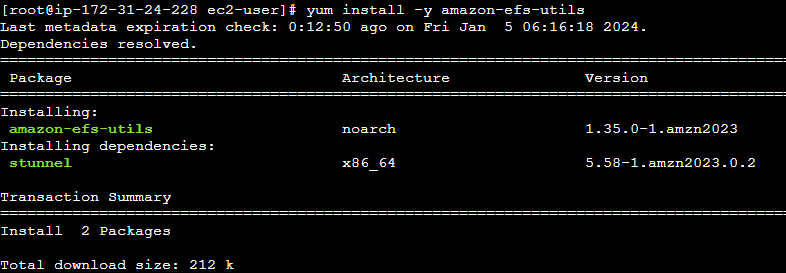 [root@ip-172-31-24-228 ec2-user]# yum install -y amazon-efs-utils
Last metadata expiration check: 0:12:50 ago on Fri Jan  5 06:16:18 2024.
Dependencies resolved.
================================================================================
 Package                               Architecture                Version
================================================================================
Installing:
 amazon-efs-utils                      noarch                      1.35.0-1.amzn2023
Installing dependencies:
 stunnel                               x86_64                      5.58-1.amzn2023.0.2
Transaction Summary
================================================================================
Install  2 Packages
Total download size: 212 k